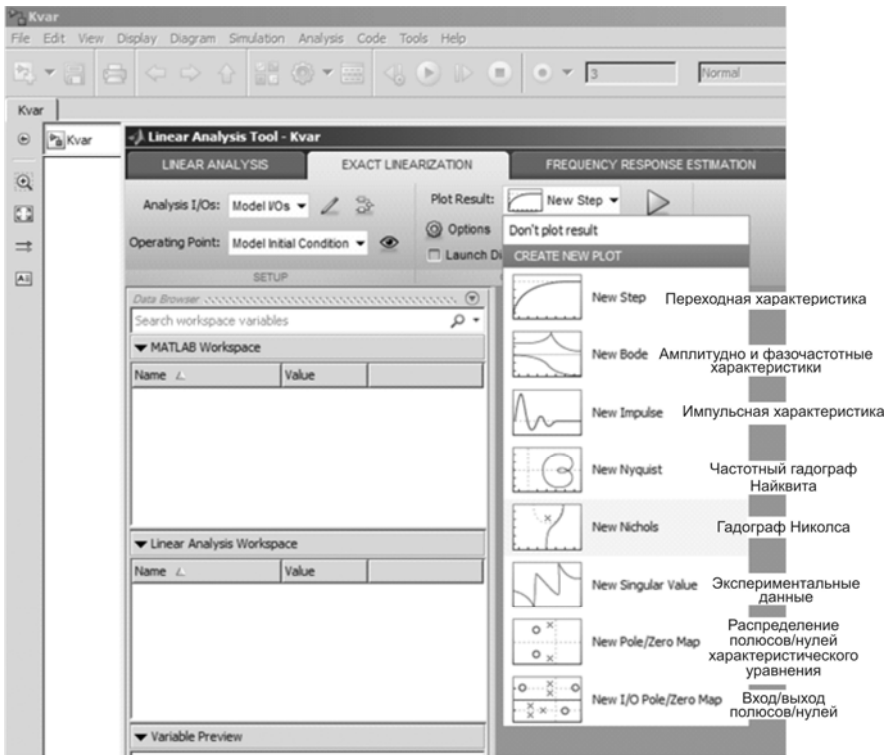 Kvar
File Edit View Display Diagram Simulation Analysis Code Tools Help
3 Normal
Kvar
Kvar
Linear Analysis Tool - Kvar
LINEAR ANALYSIS EXACT LINEARIZATION FREQUENCY RESPONSE ESTIMATION
Analysis I/Os: Model I/Os
Plot Result: New Step
Operating Point: Model Initial Condition
Options
Launch Di
SETUP
Don't plot result
CREATE NEW PLOT
Data Browser
Search workspace variables
MATLAB Workspace
Name Value
Linear Analysis Workspace
Name Value
Variable Preview
New Step Переходная характеристика
New Bode Амплитудно и фазочастотные
характеристики
New Impulse Импульсная характеристика
New Nyquist Частотный гадограф
Найквита
New Nichols Гадограф Николса
New Singular Value Экспериментальные
данные
New Pole/Zero Map Распределение
полюсов/нулей
характеристического
уравнения
New I/O Pole/Zero Map Вход/выход
полюсов/нулей